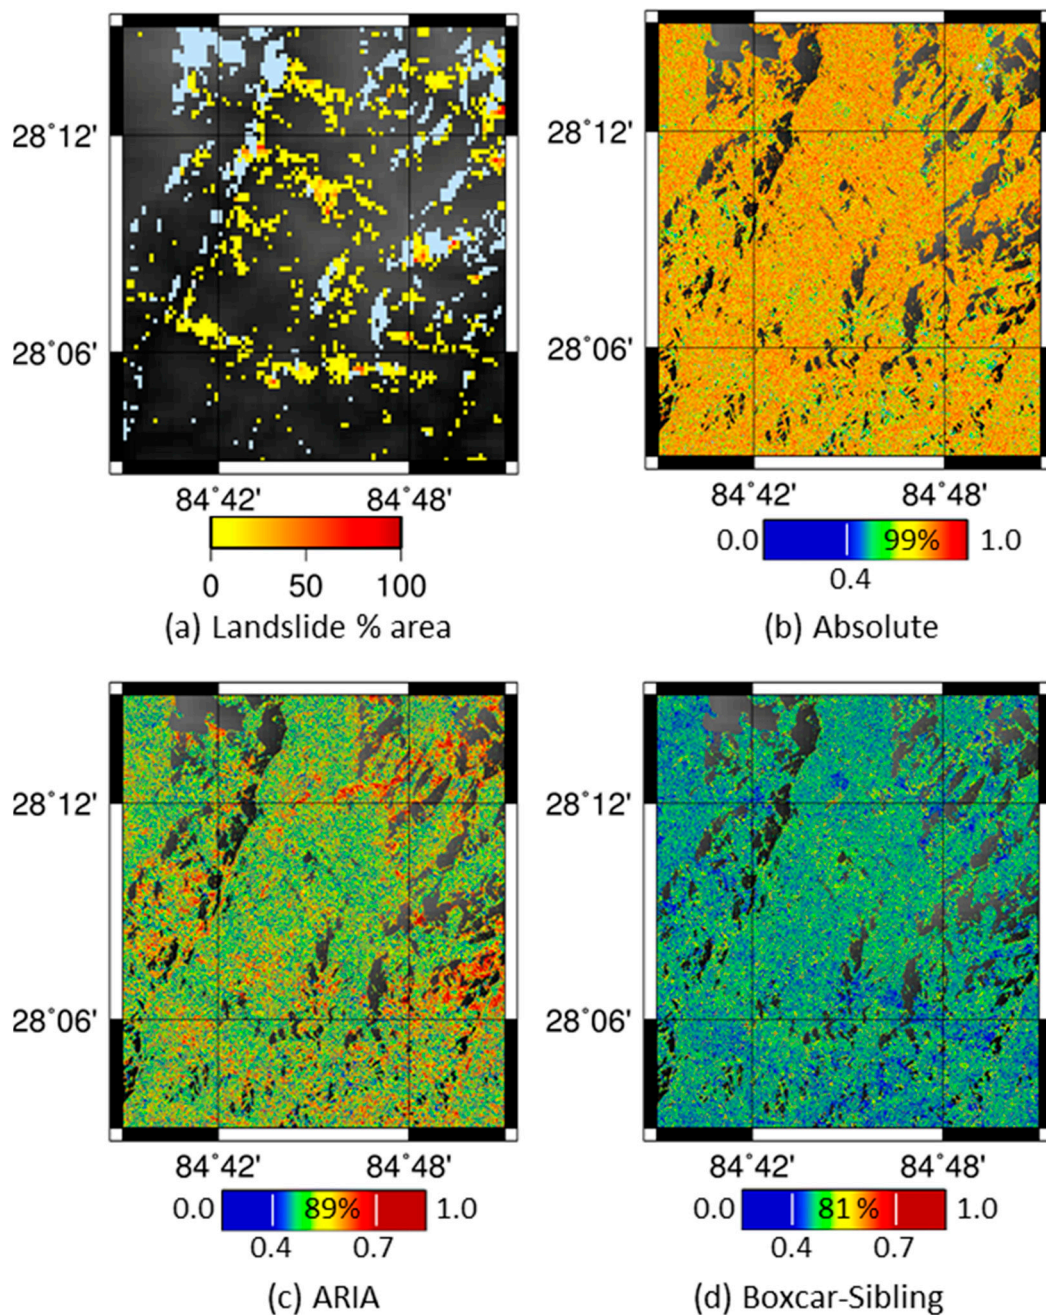 28°12'
28°06'
84°42' 84°48'
0 50 100
(a) Landslide % area
28°12'
28°06'
84°42' 84°48'
0.0 99% 1.0
0.4
(b) Absolute
28°12'
28°06'
84°42' 84°48'
0.0 89% 1.0
0.4 0.7
(c) ARIA
28°12'
28°06'
84°42' 84°48'
0.0 81 % 1.0
0.4 0.7
(d) Boxcar-Sibling